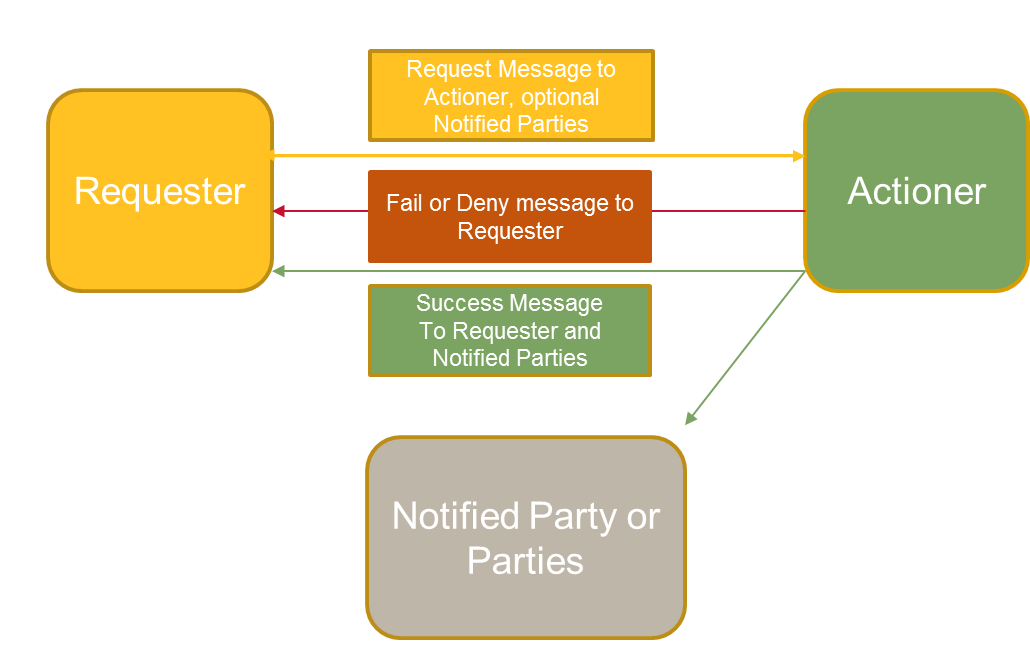 Request Message to
Actioner, optional
Notified Parties
Requester
Actioner
Fail or Deny message to
Requester
Success Message
To Requester and
Notified Parties
Notified Party or
Parties